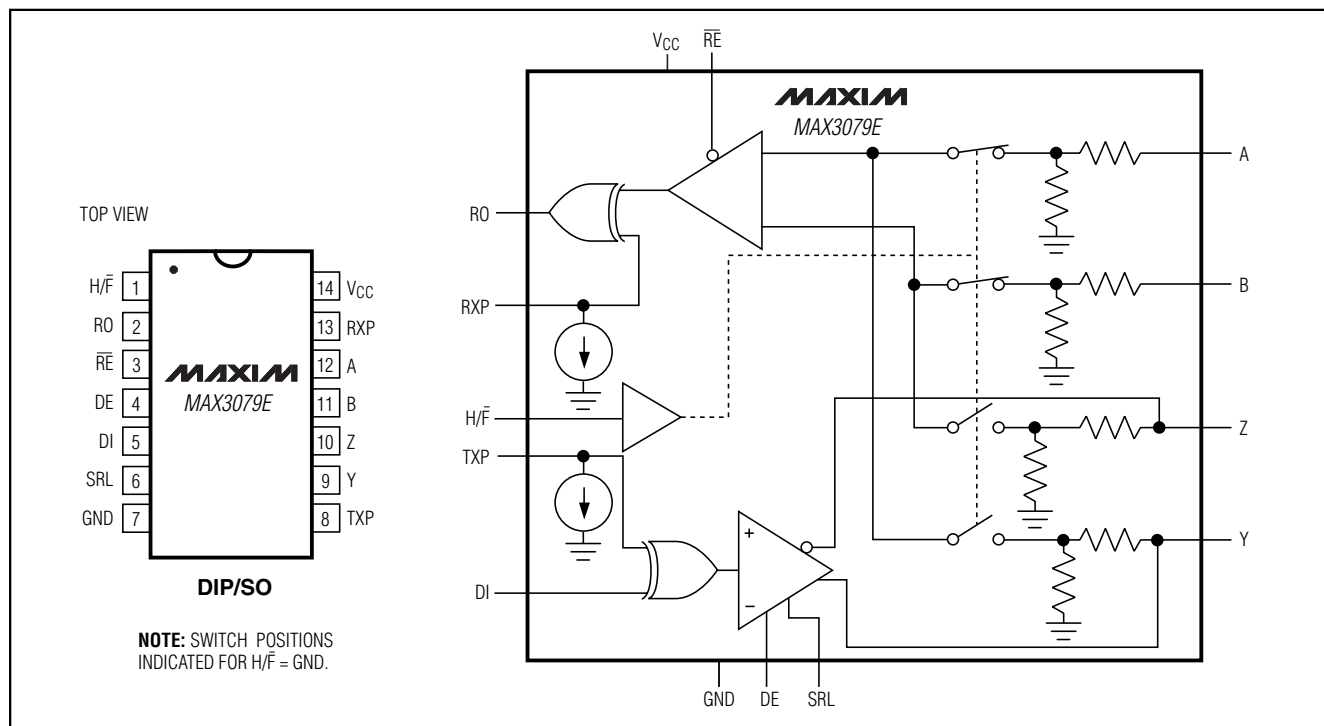 TOP VIEW
H/F̅ 1
RO 2
R̅E̅ 3
DE 4
DI 5
SRL 6
GND 7
14 VCC
13 RXP
12 A
11 B
10 Z
9 Y
8 TXP
MAXIM
MAX3079E
DIP/SO
NOTE: SWITCH POSITIONS
INDICATED FOR H/F̅ = GND.
VCC
R̅E̅
MAXIM
MAX3079E
RO
RXP
H/F̅
TXP
DI
A
B
Z
Y
+
−
GND
DE
SRL